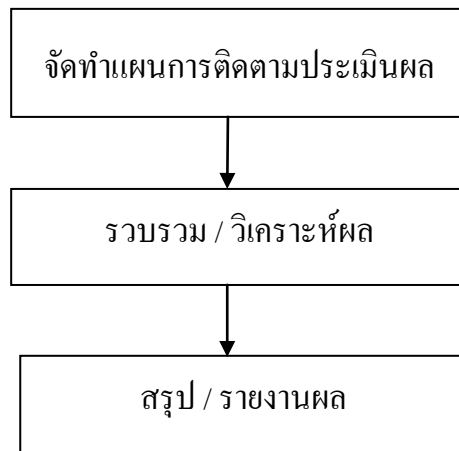 จัดทำแผนการติดตามประเมินผล
รวบรวม / วิเคราะห์ผล
สรุป / รายงานผล